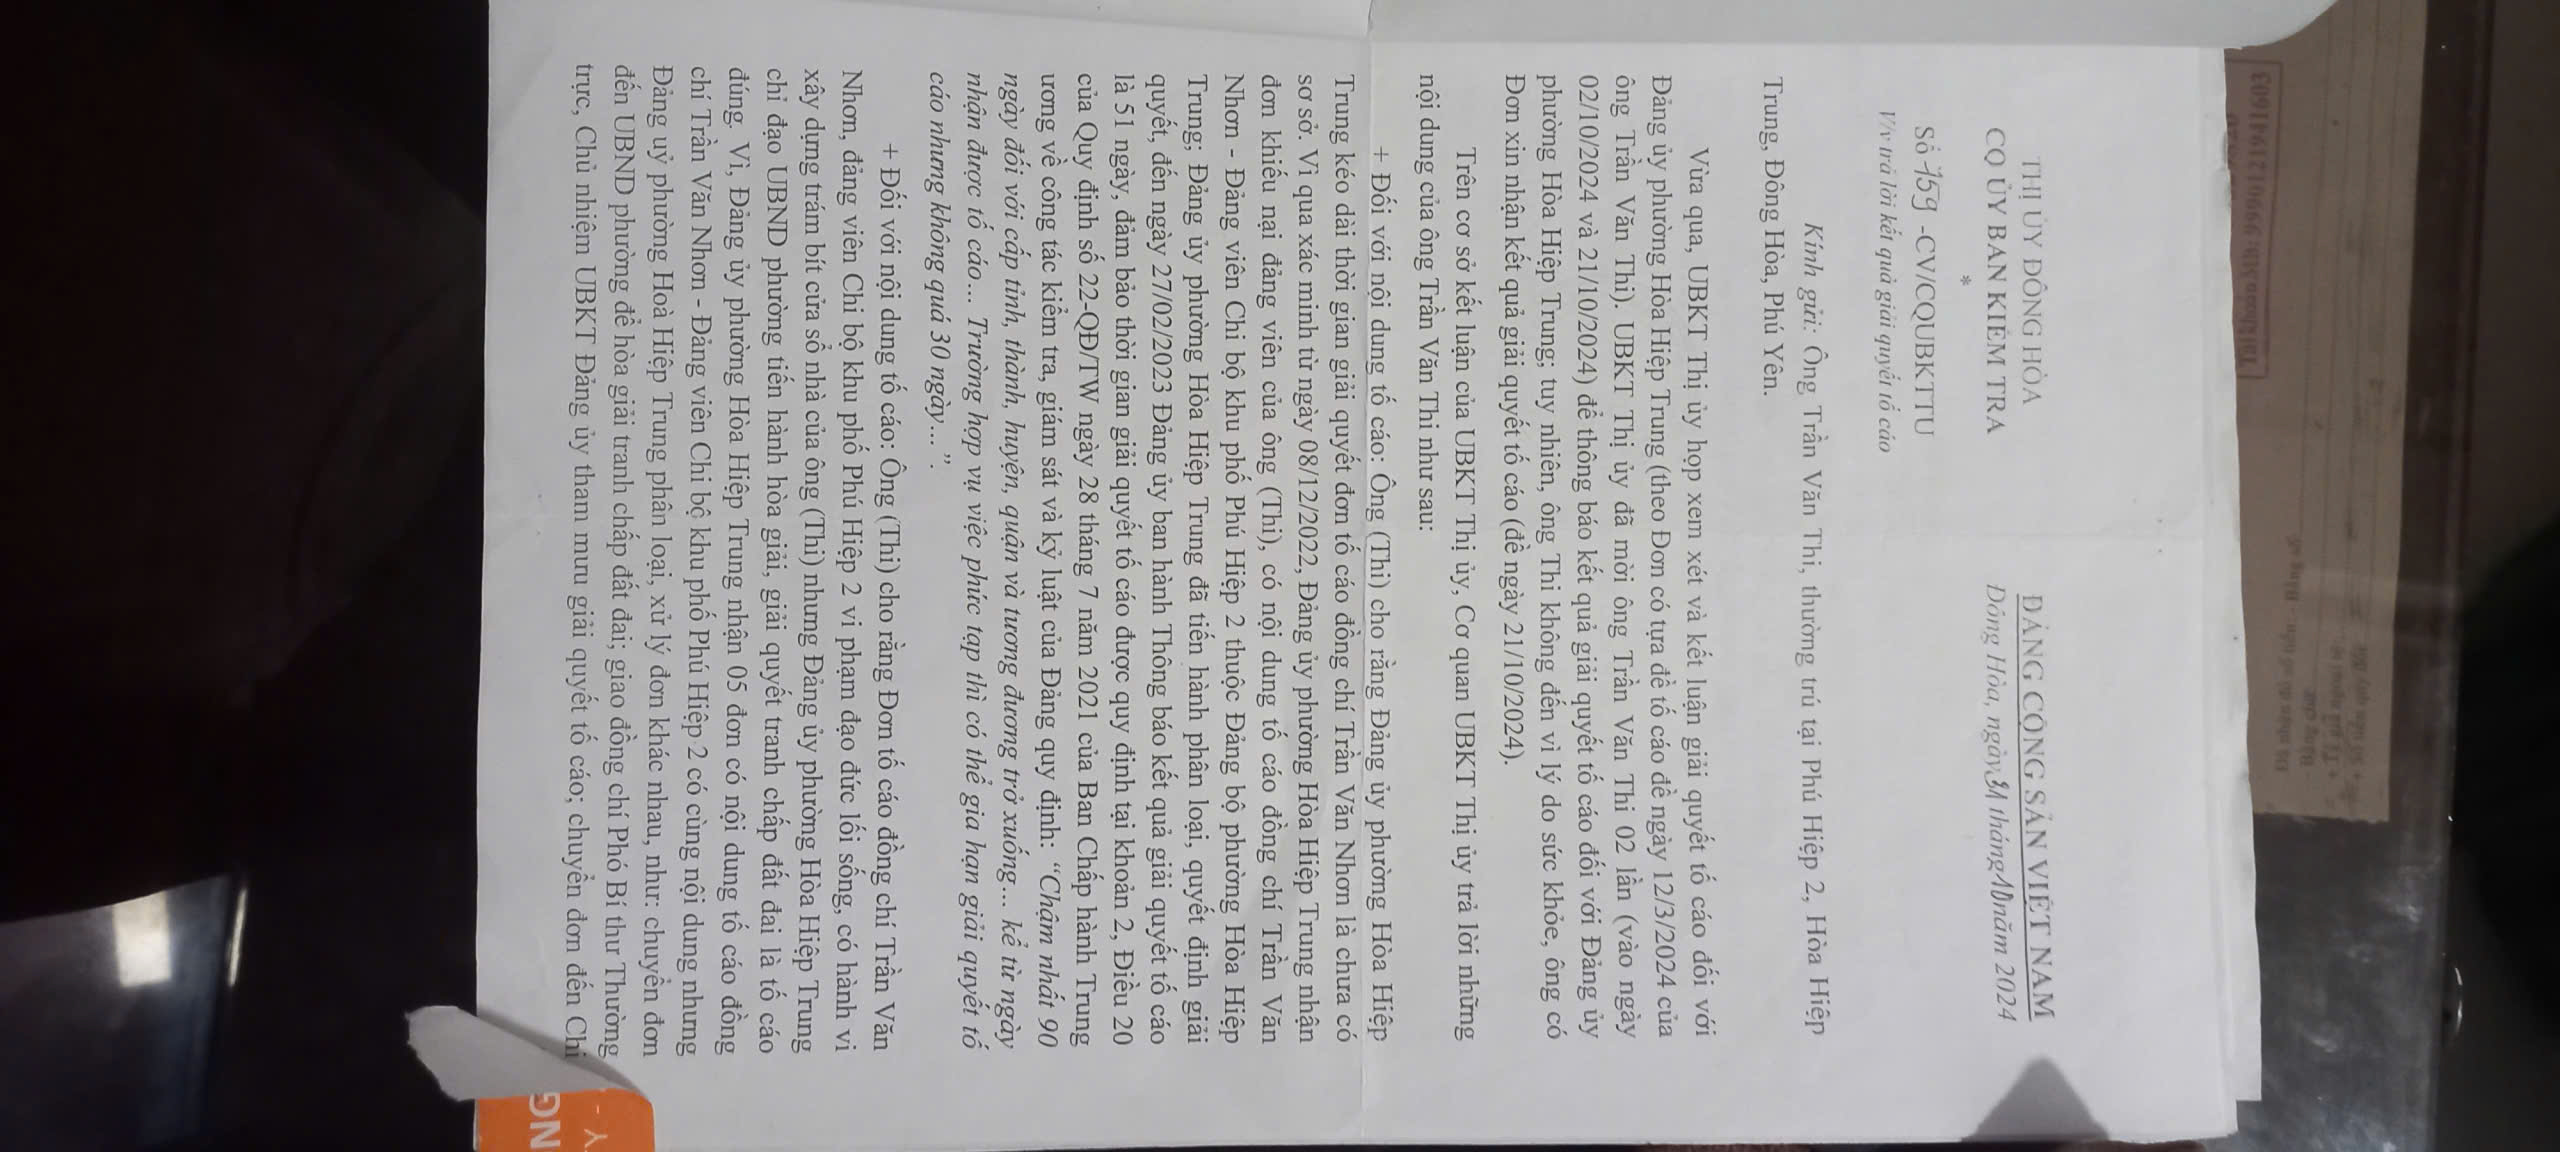 THỊ ỦY ĐÔNG HÒA
CQ ỦY BAN KIỂM TRA
*
Số 159 -CV/CQUBKTTU
V/v trả lời kết quả giải quyết tố cáo
ĐẢNG CỘNG SẢN VIỆT NAM
Đông Hòa, ngày 31 tháng 10 năm 2024
Kính gửi: Ông Trần Văn Thi, thường trú tại Phú Hiệp 2, Hòa Hiệp
Trung, Đông Hòa, Phú Yên.
Vừa qua, UBKT Thị ủy họp xem xét và kết luận giải quyết tố cáo đối với
Đảng ủy phường Hòa Hiệp Trung (theo Đơn có tựa đề tố cáo đề ngày 12/3/2024 của
ông Trần Văn Thi). UBKT Thị ủy đã mời ông Trần Văn Thi 02 lần (vào ngày
02/10/2024 và 21/10/2024) để thông báo kết quả giải quyết tố cáo đối với Đảng ủy
phường Hòa Hiệp Trung; tuy nhiên, ông Thi không đến vì lý do sức khỏe, ông có
Đơn xin nhận kết quả giải quyết tố cáo (đề ngày 21/10/2024).
Trên cơ sở kết luận của UBKT Thị ủy, Cơ quan UBKT Thị ủy trả lời những
nội dung của ông Trần Văn Thi như sau:
+ Đối với nội dung tố cáo: Ông (Thi) cho rằng Đảng ủy phường Hòa Hiệp
Trung kéo dài thời gian giải quyết đơn tố cáo đồng chí Trần Văn Nhơn là chưa có
sơ sở. Vì qua xác minh từ ngày 08/12/2022, Đảng ủy phường Hòa Hiệp Trung nhận
đơn khiếu nại đảng viên của ông (Thi), có nội dung tố cáo đồng chí Trần Văn
Nhơn - Đảng viên Chi bộ khu phố Phú Hiệp 2 thuộc Đảng bộ phường Hòa Hiệp
Trung; Đảng ủy phường Hòa Hiệp Trung đã tiến hành phân loại, quyết định giải
quyết, đến ngày 27/02/2023 Đảng ủy ban hành Thông báo kết quả giải quyết tố cáo
là 51 ngày, đảm bảo thời gian giải quyết tố cáo được quy định tại khoản 2, Điều 20
của Quy định số 22-QĐ/TW ngày 28 tháng 7 năm 2021 của Ban Chấp hành Trung
ương về công tác kiểm tra, giám sát và kỷ luật của Đảng quy định: “Chậm nhất 90
ngày đối với cấp tỉnh, thành, huyện, quận và tương đương trở xuống... kể từ ngày
nhận được tố cáo... Trường hợp vụ việc phức tạp thì có thể gia hạn giải quyết tố
cáo nhưng không quá 30 ngày...”.
+ Đối với nội dung tố cáo: Ông (Thi) cho rằng Đơn tố cáo đồng chí Trần Văn
Nhơn, đảng viên Chi bộ khu phố Phú Hiệp 2 vi phạm đạo đức lối sống, có hành vi
xây dựng trám bít cửa sổ nhà của ông (Thi) nhưng Đảng ủy phường Hòa Hiệp Trung
chỉ đạo UBND phường tiến hành hòa giải, giải quyết tranh chấp đất đai là tố cáo
đúng. Vì, Đảng ủy phường Hòa Hiệp Trung nhận 05 đơn có nội dung tố cáo đồng
chí Trần Văn Nhơn - Đảng viên Chi bộ khu phố Phú Hiệp 2 có cùng nội dung nhưng
Đảng uỷ phường Hoà Hiệp Trung phân loại, xử lý đơn khác nhau, như: chuyển đơn
đến UBND phường để hòa giải tranh chấp đất đai; giao đồng chí Phó Bí thư Thường
trực, Chủ nhiệm UBKT Đảng ủy tham mưu giải quyết tố cáo; chuyển đơn đến Chi